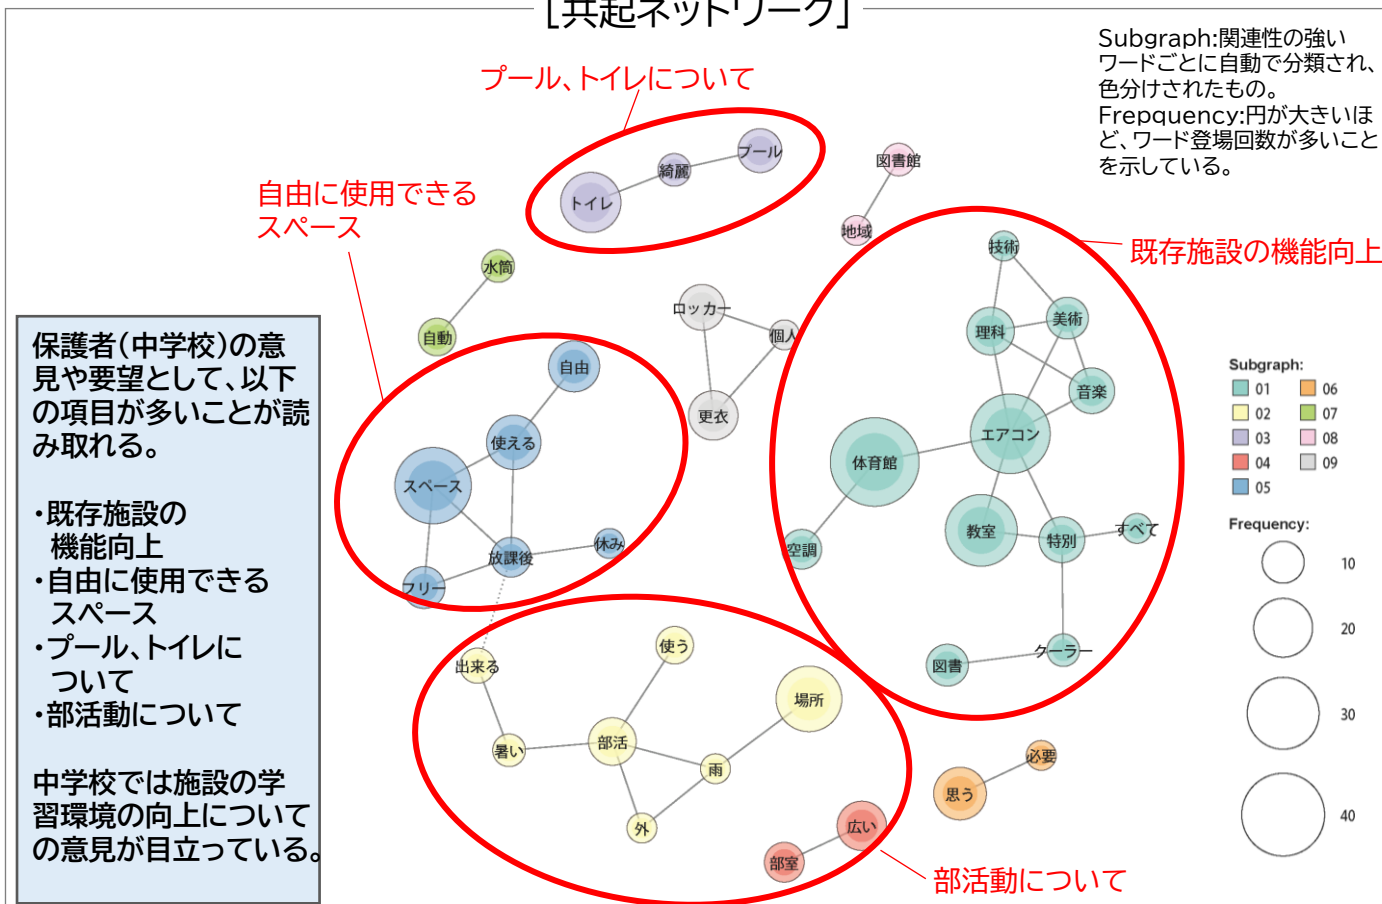 [共起ネットワーク]
Subgraph:関連性の強い
ワードごとに自動で分類され、
色分けされたもの。
Frepquency:円が大きいほ
ど、ワード登場回数が多いこと
を示している。
プール、トイレについて
自由に使用できる
スペース
既存施設の機能向上
部活動について
保護者(中学校)の意
見や要望として、以下
の項目が多いことが読
み取れる。
・既存施設の
機能向上
・自由に使用できる
スペース
・プール、トイレに
ついて
・部活動について
中学校では施設の学
習環境の向上について
の意見が目立っている。
プール
綺麗
トイレ
図書館
地域
水筒
自動
ロッカー
個人
更衣
自由
使える
スペース
放課後
休み
フリー
技術
理科
美術
音楽
エアコン
体育館
空調
教室
特別
すべて
クーラー
図書
出来る
使う
場所
暑い
部活
雨
外
広い
部室
必要
思う
Subgraph:
01 06
02 07
03 08
04 09
05
Frequency:
10
20
30
40